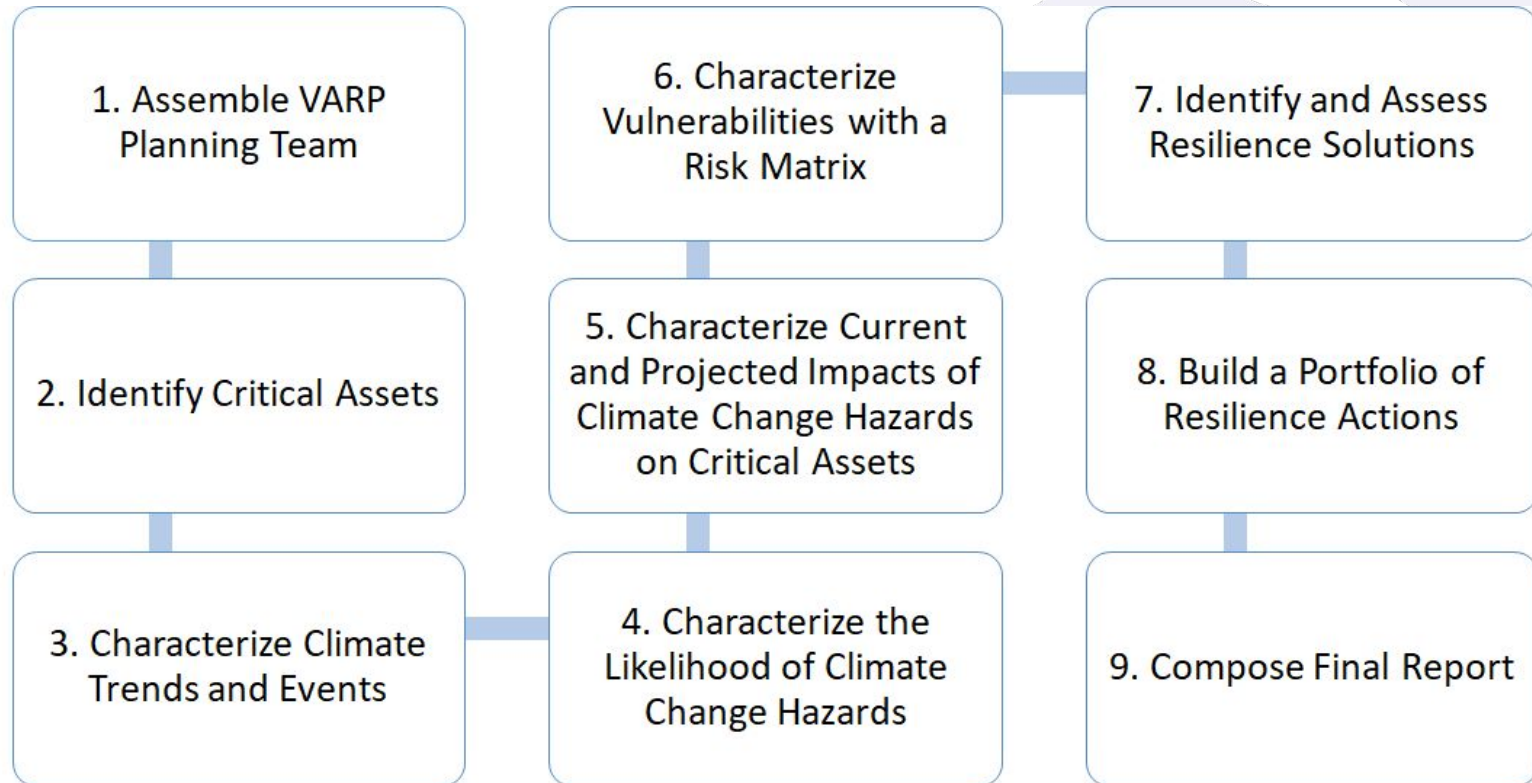 1. Assemble VARP
Planning Team
2. Identify Critical Assets
3. Characterize Climate
Trends and Events
4. Characterize the
Likelihood of Climate
Change Hazards
5. Characterize Current
and Projected Impacts of
Climate Change Hazards
on Critical Assets
6. Characterize
Vulnerabilities with a
Risk Matrix
7. Identify and Assess
Resilience Solutions
8. Build a Portfolio of
Resilience Actions
9. Compose Final Report